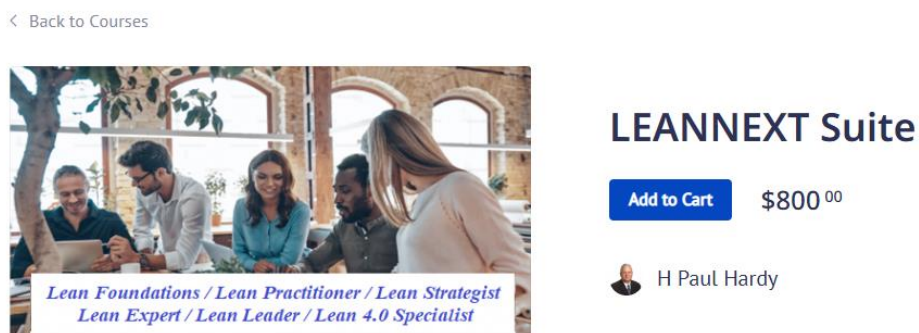 Back to Courses
LEANNEXT Suite
Add to Cart $800 00
H Paul Hardy
Lean Foundations / Lean Practitioner / Lean Strategist
Lean Expert / Lean Leader / Lean 4.0 Specialist